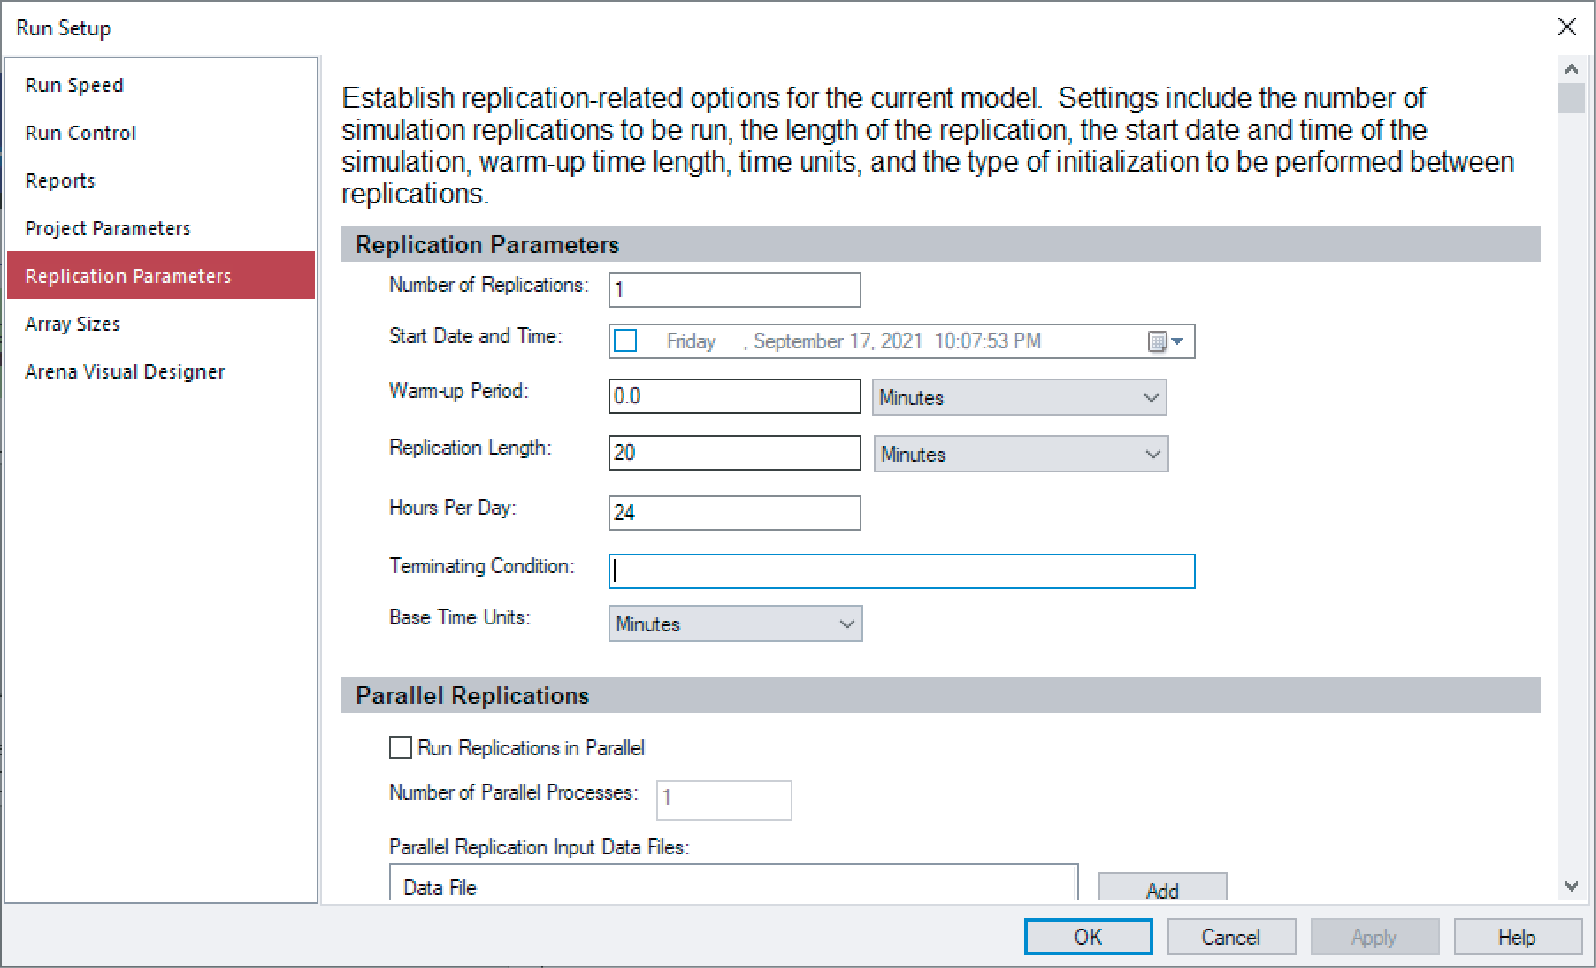 Run Setup
Run Speed
Run Control
Reports
Project Parameters
Replication Parameters
Array Sizes
Arena Visual Designer
Establish replication-related options for the current model.  Settings include the number of
simulation replications to be run, the length of the replication, the start date and time of the
simulation, warm-up time length, time units, and the type of initialization to be performed between
replications.
Replication Parameters
Number of Replications: 1
Start Date and Time: Friday , September 17, 2021 10:07:53 PM
Warm-up Period: 0.0 Minutes
Replication Length: 20 Minutes
Hours Per Day: 24
Terminating Condition:
Base Time Units: Minutes
Parallel Replications
Run Replications in Parallel
Number of Parallel Processes: 1
Parallel Replication Input Data Files:
Data File Add
OK Cancel Apply Help